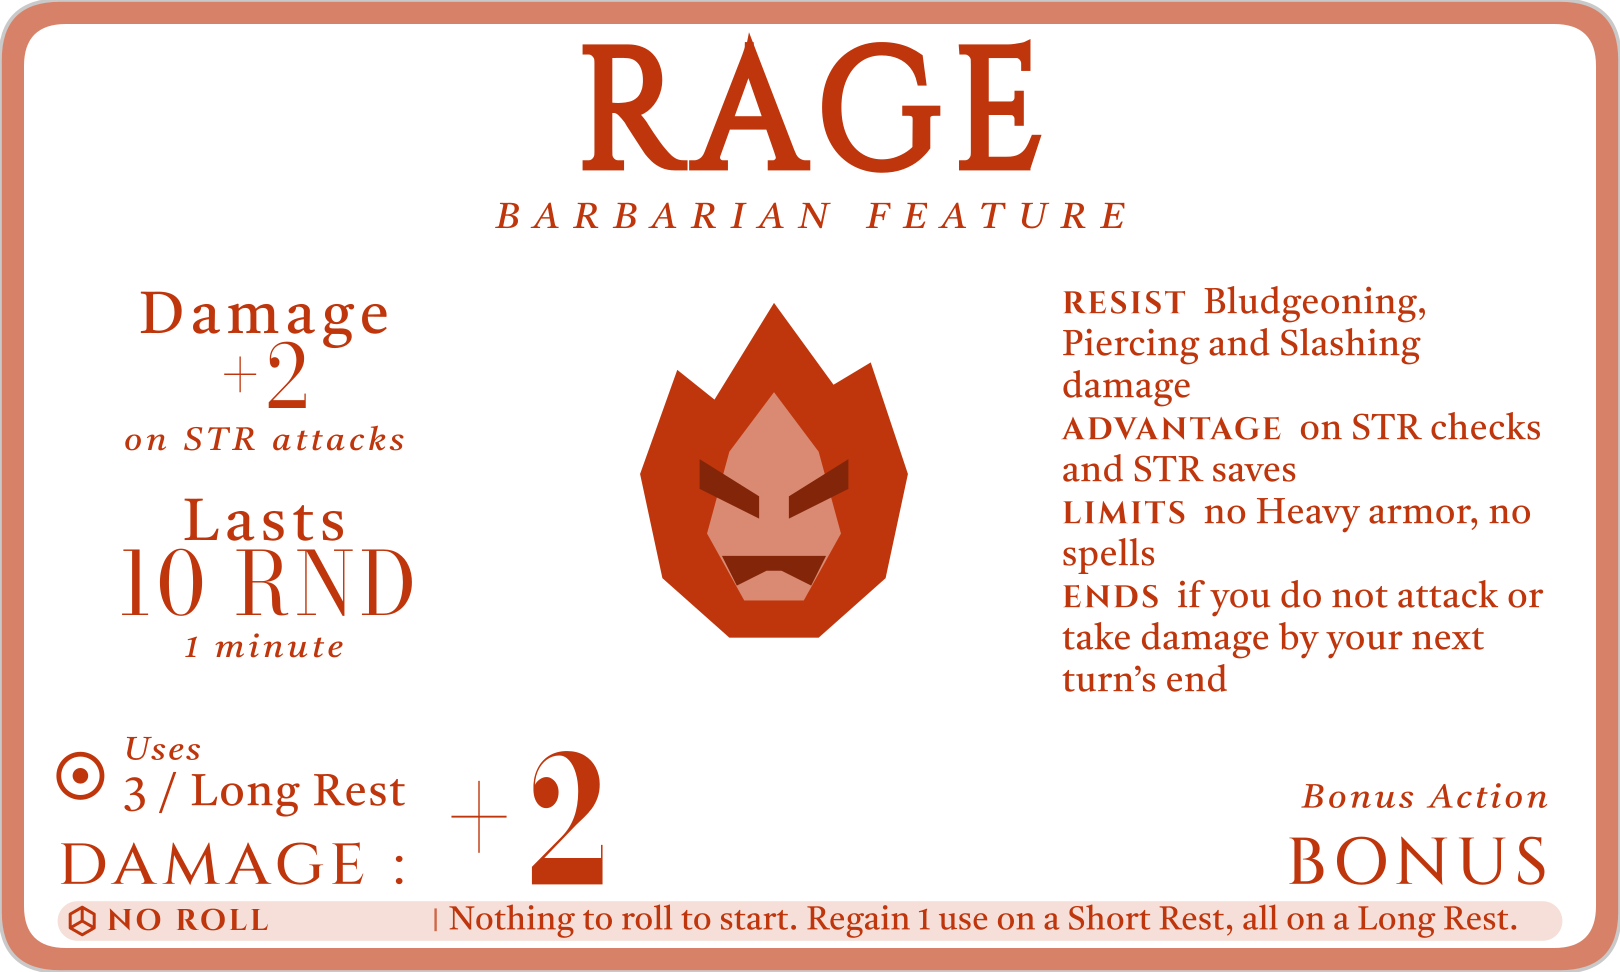 RAGE
BARBARIAN FEATURE
Damage
+2
on STR attacks
Lasts
10 RND
1 minute
RESIST Bludgeoning,
Piercing and Slashing
damage
ADVANTAGE on STR checks
and STR saves
LIMITS no Heavy armor, no
spells
ENDS if you do not attack or
take damage by your next
turn’s end
Uses
3 / Long Rest
DAMAGE : +2
Bonus Action
BONUS
NO ROLL | Nothing to roll to start. Regain 1 use on a Short Rest, all on a Long Rest.